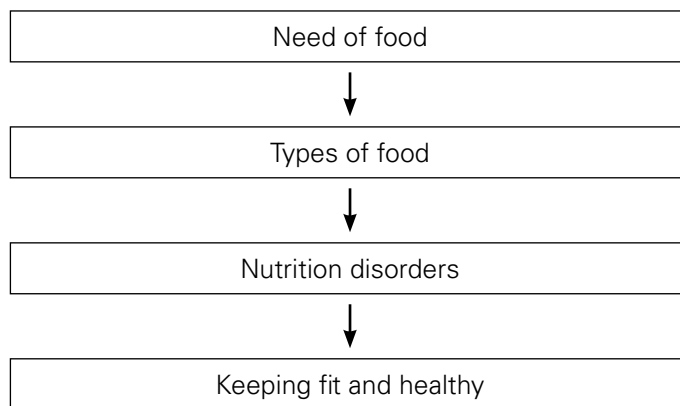 Need of food
Types of food
Nutrition disorders
Keeping fit and healthy